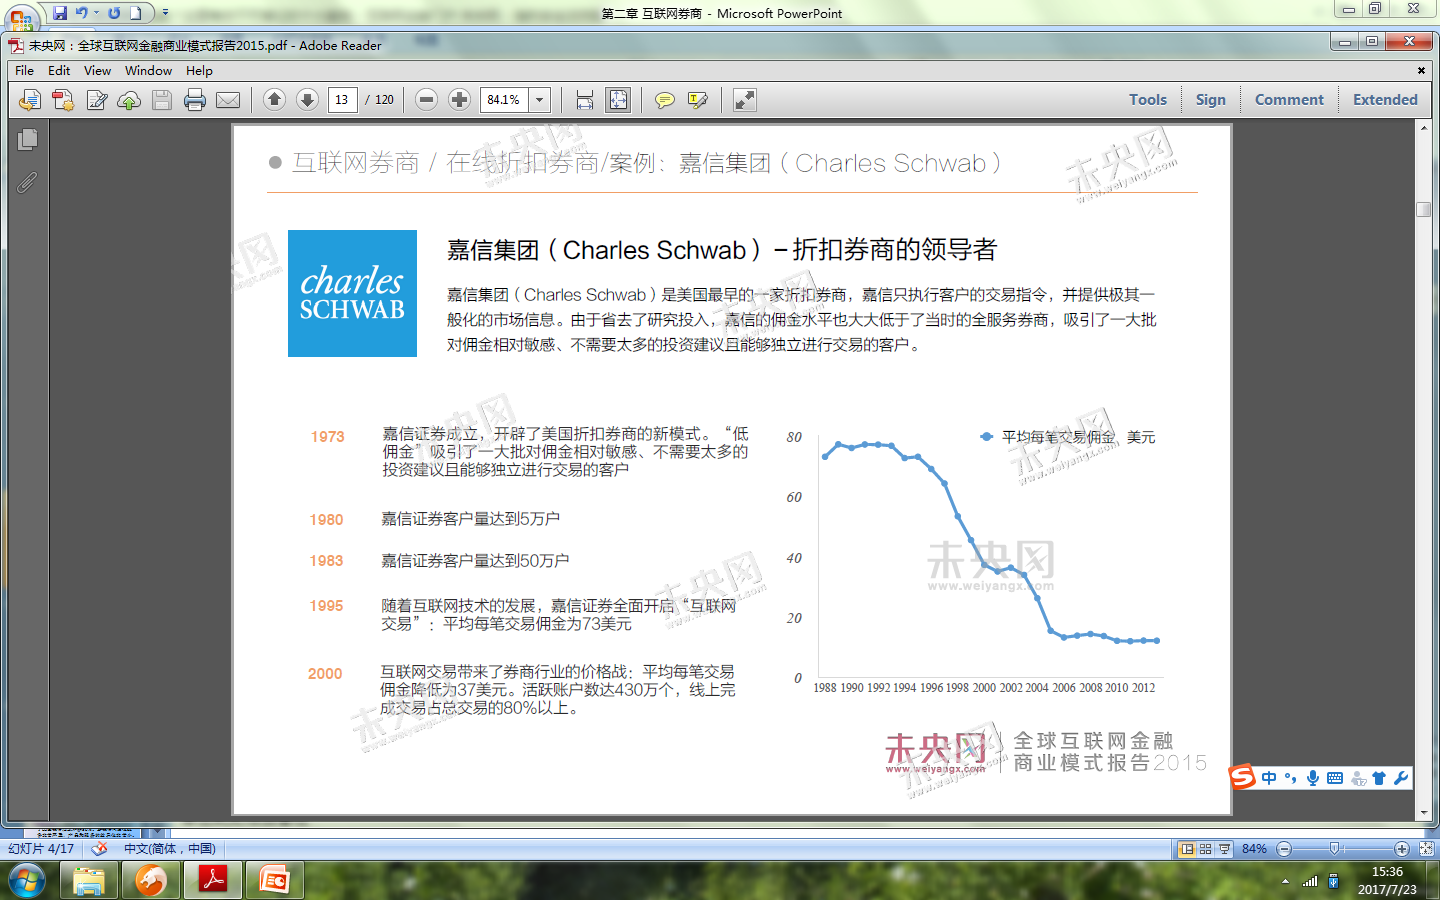 第二章 互联网券商 - Microsoft PowerPoint
未央网：全球互联网金融商业模式报告2015.pdf - Adobe Reader
File Edit View Window Help
13 / 120 84.1% Tools Sign Comment Extended
互联网券商 / 在线折扣券商/案例：嘉信集团（Charles Schwab）
charles
SCHWAB
嘉信集团（Charles Schwab）–折扣券商的领导者
嘉信集团（Charles Schwab）是美国最早的一家折扣券商，嘉信只执行客户的交易指令，并提供极其一
般化的市场信息。由于省去了研究投入，嘉信的佣金水平也大大低于了当时的全服务券商，吸引了一大批
对佣金相对敏感、不需要太多的投资建议且能够独立进行交易的客户。
1973 嘉信证券成立，开辟了美国折扣券商的新模式。“低
佣金”吸引了一大批对佣金相对敏感、不需要太多的
投资建议且能够独立进行交易的客户
1980 嘉信证券客户量达到5万户
1983 嘉信证券客户量达到50万户
1995 随着互联网技术的发展，嘉信证券全面开启“互联网
交易”：平均每笔交易佣金为73美元
2000 互联网交易带来了券商行业的价格战：平均每笔交易
佣金降低为37美元。活跃账户数达430万个，线上完
成交易占总交易的80%以上。
平均每笔交易佣金，美元
80
60
40
20
0
1988 1990 1992 1994 1996 1998 2000 2002 2004 2006 2008 2010 2012
未央网
www.weiyangx.com
未央网
www.weiyangx.com
全球互联网金融
商业模式报告2015
中
幻灯片 4/17 中文(简体，中国) 84%
15:36
2017/7/23